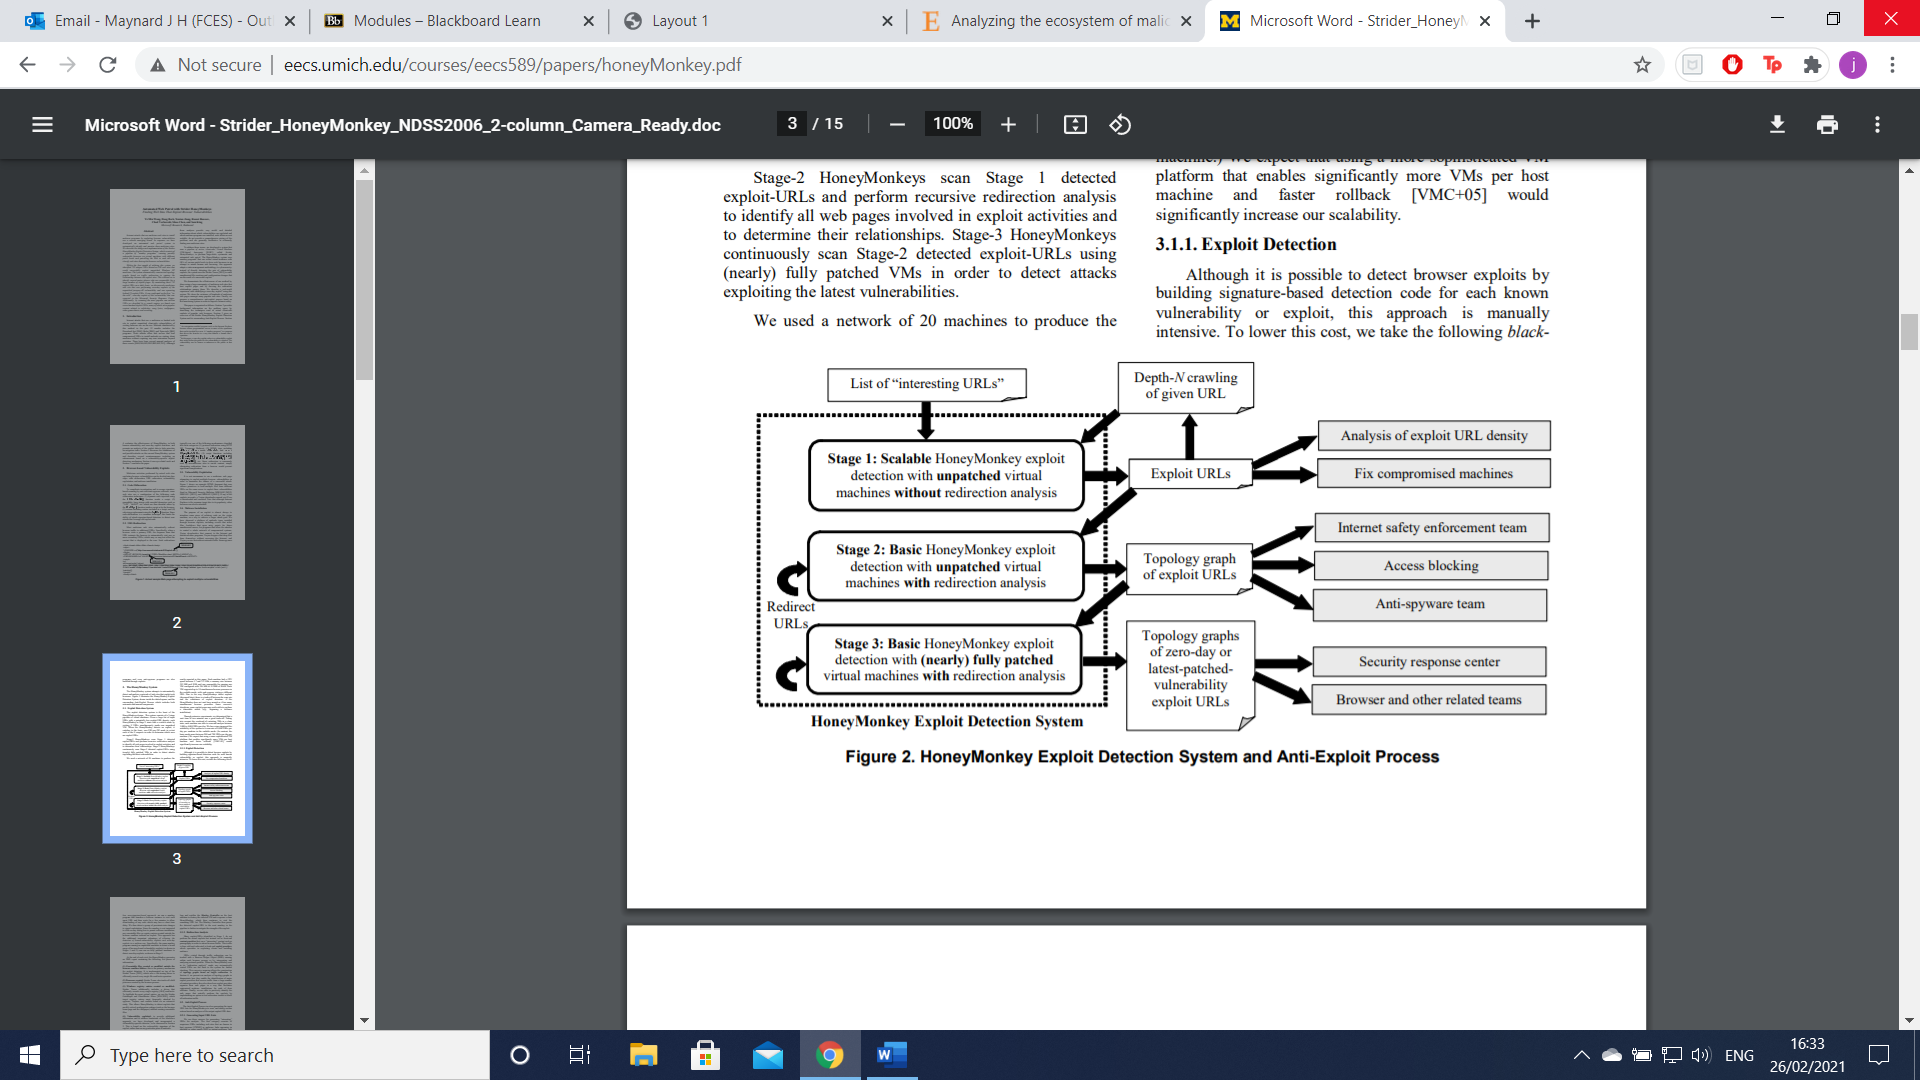 Email - Maynard J H (FCES) - Out
Modules – Blackboard Learn
Layout 1
Analyzing the ecosystem of malic
Microsoft Word - Strider_HoneyM
Not secure
eecs.umich.edu/courses/eecs589/papers/honeyMonkey.pdf
Microsoft Word - Strider_HoneyMonkey_NDSS2006_2-column_Camera_Ready.doc
3 / 15
100%
1
2
3
Stage-2 HoneyMonkeys scan Stage 1 detected
exploit-URLs and perform recursive redirection analysis
to identify all web pages involved in exploit activities and
to determine their relationships. Stage-3 HoneyMonkeys
continuously scan Stage-2 detected exploit-URLs using
(nearly) fully patched VMs in order to detect attacks
exploiting the latest vulnerabilities.
We used a network of 20 machines to produce the
machine.) We expect that using a more sophisticated VM
platform that enables significantly more VMs per host
machine and faster rollback [VMC+05] would
significantly increase our scalability.
3.1.1. Exploit Detection
Although it is possible to detect browser exploits by
building signature-based detection code for each known
vulnerability or exploit, this approach is manually
intensive. To lower this cost, we take the following black-
List of “interesting URLs”
Depth-N crawling
of given URL
Stage 1: Scalable HoneyMonkey exploit
detection with unpatched virtual
machines without redirection analysis
Exploit URLs
Analysis of exploit URL density
Fix compromised machines
Stage 2: Basic HoneyMonkey exploit
detection with unpatched virtual
machines with redirection analysis
Topology graph
of exploit URLs
Internet safety enforcement team
Access blocking
Anti-spyware team
Redirect
URLs
Stage 3: Basic HoneyMonkey exploit
detection with (nearly) fully patched
virtual machines with redirection analysis
Topology graphs
of zero-day or
latest-patched-
vulnerability
exploit URLs
Security response center
Browser and other related teams
HoneyMonkey Exploit Detection System
Figure 2. HoneyMonkey Exploit Detection System and Anti-Exploit Process
Type here to search
ENG
16:33
26/02/2021